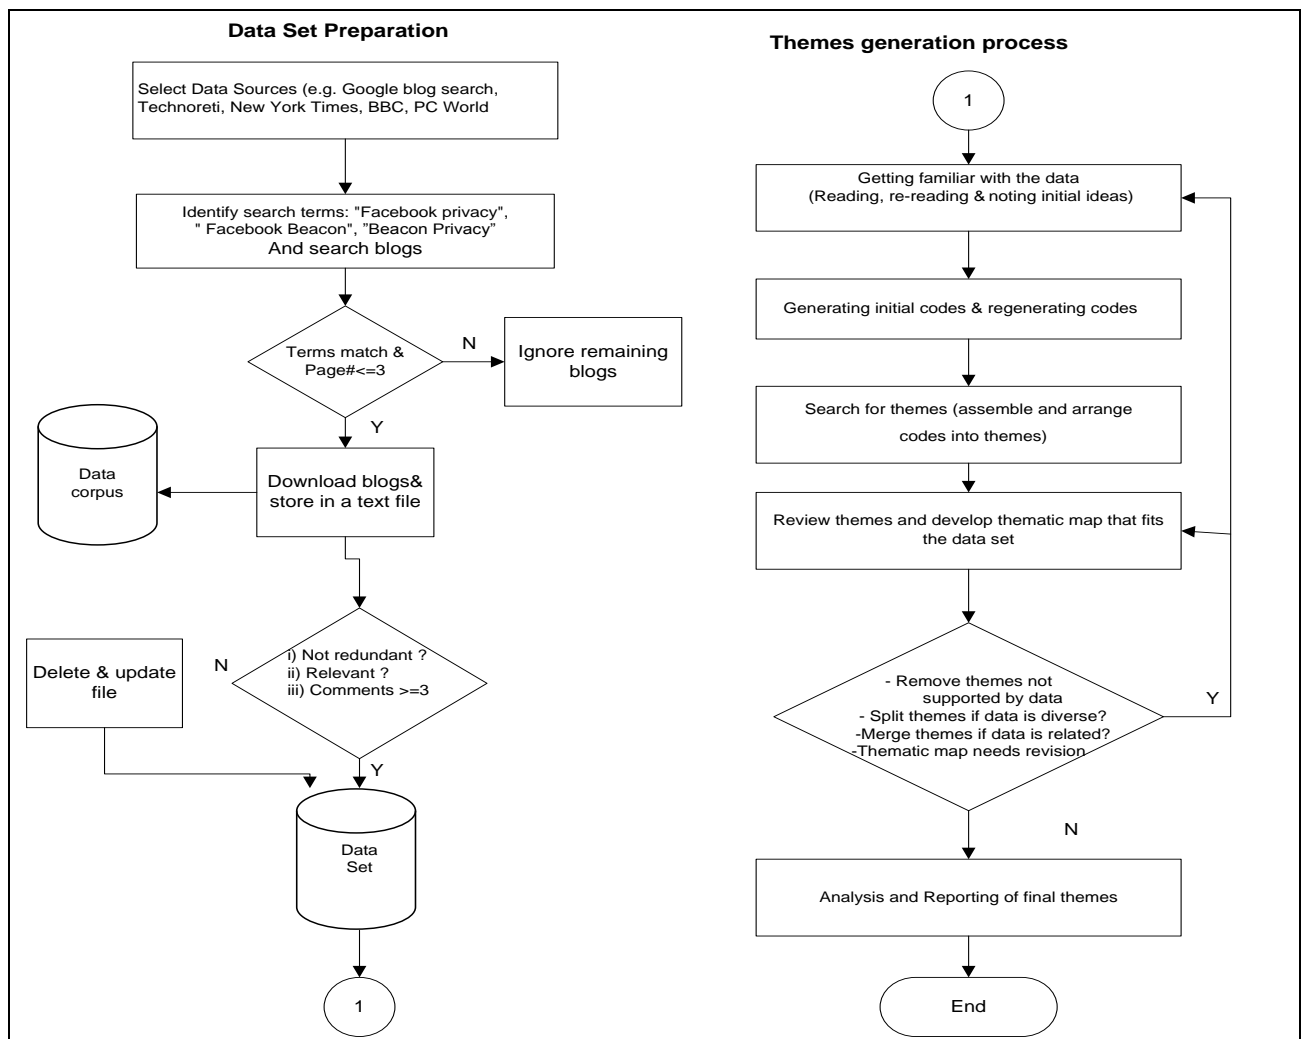 Data Set Preparation
Select Data Sources (e.g. Google blog search,
Technoreti, New York Times, BBC, PC World
Identify search terms: "Facebook privacy",
" Facebook Beacon", ”Beacon Privacy”
And search blogs
Terms match &
Page#<=3
N
Ignore remaining
blogs
Y
Data
corpus
Download blogs&
store in a text file
Delete & update
file
N
i) Not redundant ?
ii) Relevant ?
iii) Comments >=3
Y
Data
Set
1
Themes generation process
1
Getting familiar with the data
(Reading, re-reading & noting initial ideas)
Generating initial codes & regenerating codes
Search for themes (assemble and arrange
codes into themes)
Review themes and develop thematic map that fits
the data set
- Remove themes not
supported by data
- Split themes if data is diverse?
-Merge themes if data is related?
-Thematic map needs revision
Y
N
Analysis and Reporting of final themes
End